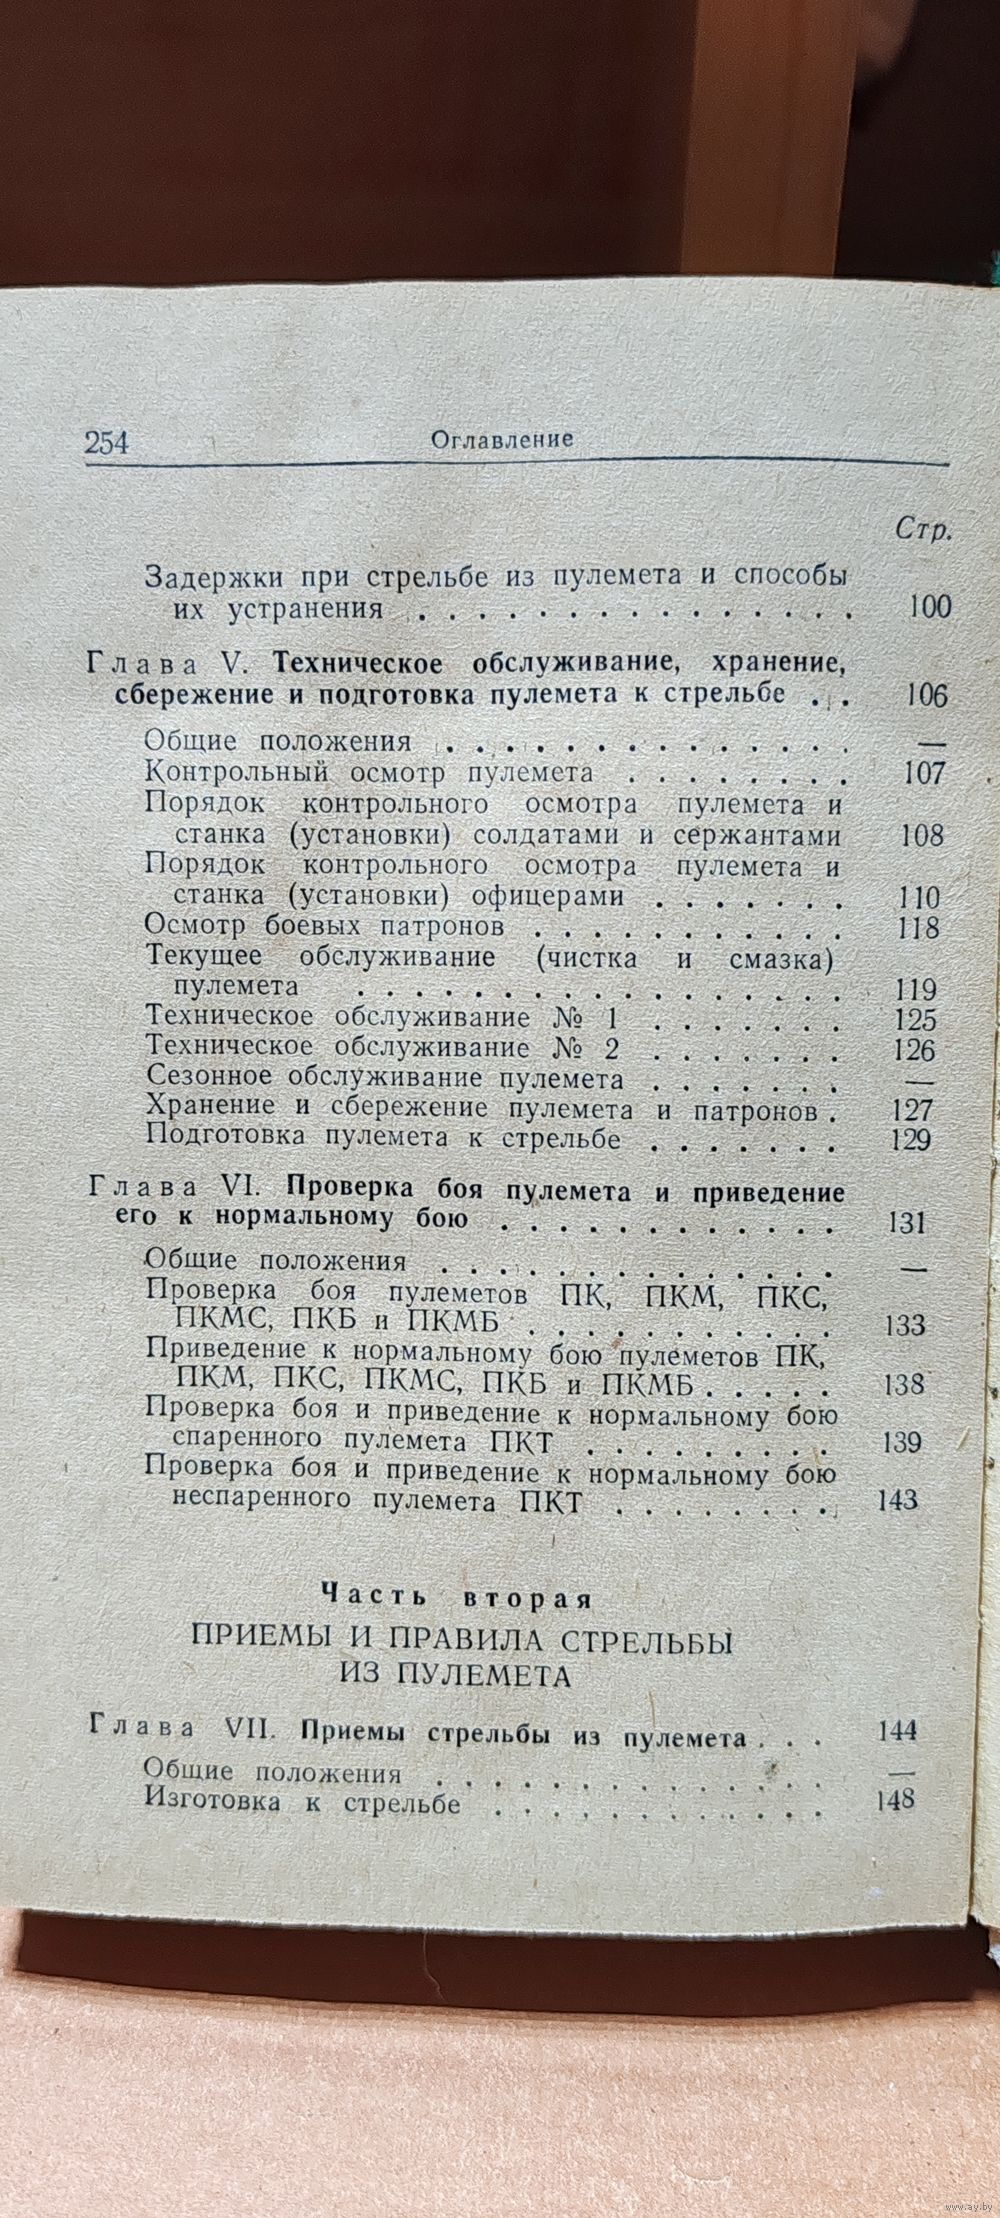 254 Оглавление
Стр.
Задержки при стрельбе из пулемета и способы
их устранения . . . . . . . . . . . . . . . 100
Глава V. Техническое обслуживание, хранение,
сбережение и подготовка пулемета к стрельбе . . 106
Общие положения . . . . . . . . . . . . . . —
Контрольный осмотр пулемета . . . . . . . . 107
Порядок контрольного осмотра пулемета и
станка (установки) солдатами и сержантами 108
Порядок контрольного осмотра пулемета и
станка (установки) офицерами . . . . . . . 110
Осмотр боевых патронов . . . . . . . . . . . 118
Текущее обслуживание (чистка и смазка)
пулемета . . . . . . . . . . . . . . . . . 119
Техническое обслуживание № 1 . . . . . . . 125
Техническое обслуживание № 2 . . . . . . . 126
Сезонное обслуживание пулемета . . . . . . . —
Хранение и сбережение пулемета и патронов . 127
Подготовка пулемета к стрельбе . . . . . . . 129
Глава VI. Проверка боя пулемета и приведение
его к нормальному бою . . . . . . . . . . . . 131
Общие положения . . . . . . . . . . . . . . —
Проверка боя пулеметов ПК, ПКМ, ПКС,
ПКМС, ПКБ и ПКМБ . . . . . . . . . . . 133
Приведение к нормальному бою пулеметов ПК,
ПКМ, ПКС, ПКМС, ПКБ и ПКМБ . . . . . 138
Проверка боя и приведение к нормальному бою
спаренного пулемета ПКТ . . . . . . . . . 139
Проверка боя и приведение к нормальному бою
неспаренного пулемета ПКТ . . . . . . . . 143
Часть вторая
ПРИЕМЫ И ПРАВИЛА СТРЕЛЬБЫ
ИЗ ПУЛЕМЕТА
Глава VII. Приемы стрельбы из пулемета . . . 144
Общие положения . . . . . . . . . . . . . . —
Изготовка к стрельбе . . . . . . . . . . . . 148
www.ay.by